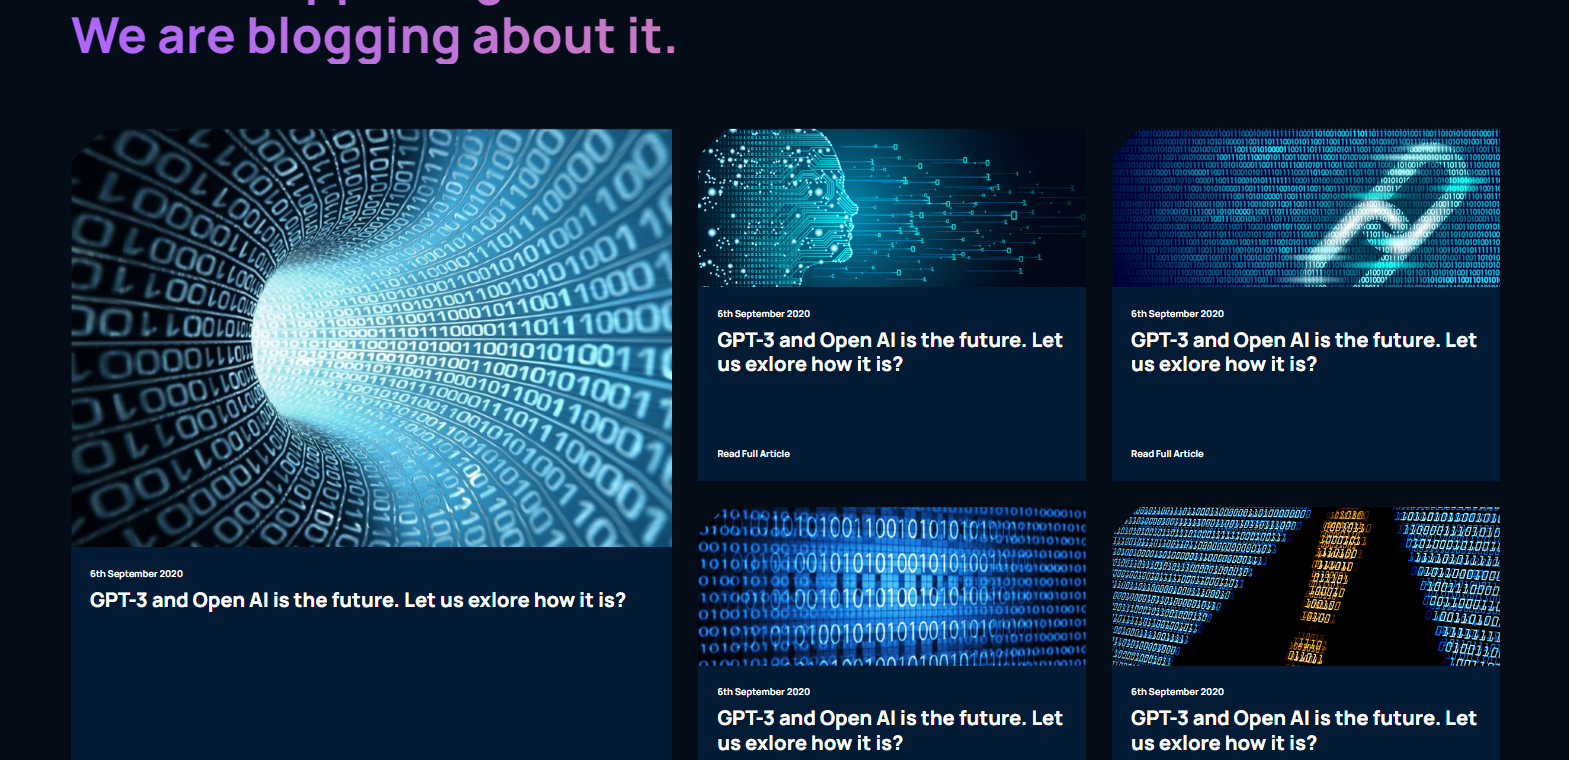 We are blogging about it.
6th September 2020
GPT-3 and Open AI is the future. Let us exlore how it is?
6th September 2020
GPT-3 and Open AI is the future. Let
us exlore how it is?
Read Full Article
6th September 2020
GPT-3 and Open AI is the future. Let
us exlore how it is?
Read Full Article
6th September 2020
GPT-3 and Open AI is the future. Let
us exlore how it is?
6th September 2020
GPT-3 and Open AI is the future. Let
us exlore how it is?